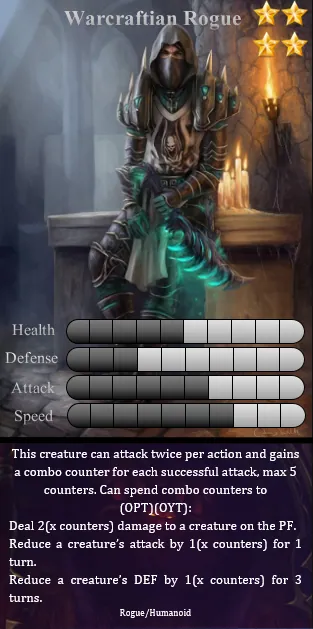 Warcraftian Rogue
Health
Defense
Attack
Speed
This creature can attack twice per action and gains
a combo counter for each successful attack, max 5
counters. Can spend combo counters to
(OPT)(OYT):
Deal 2(x counters) damage to a creature on the PF.
Reduce a creature's attack by 1(x counters) for 1
turn.
Reduce a creature's DEF by 1(x counters) for 3
turns.
Rogue/Humanoid